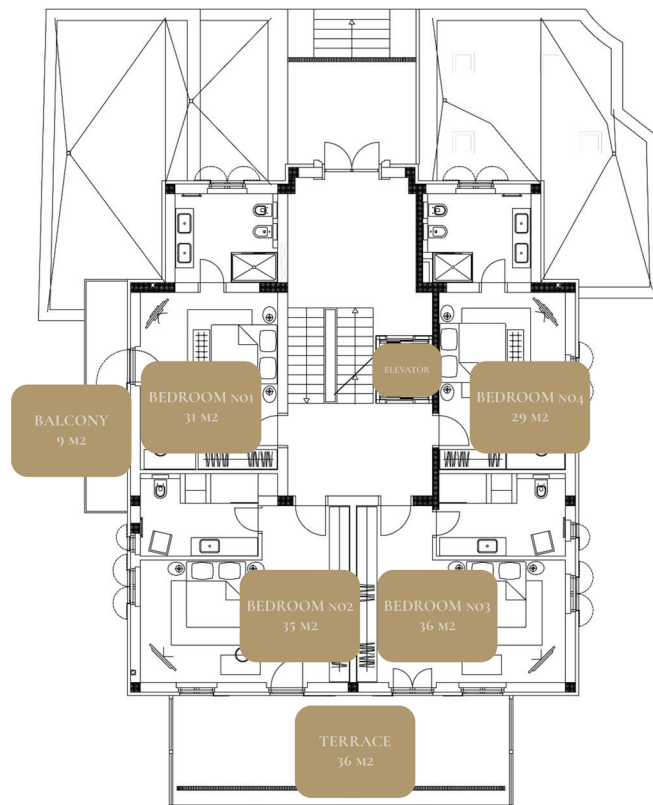 ELEVATOR
BEDROOM NO1
31 M2
BEDROOM NO4
29 M2
BALCONY
9 M2
BEDROOM NO2
35 M2
BEDROOM NO3
36 M2
TERRACE
36 M2